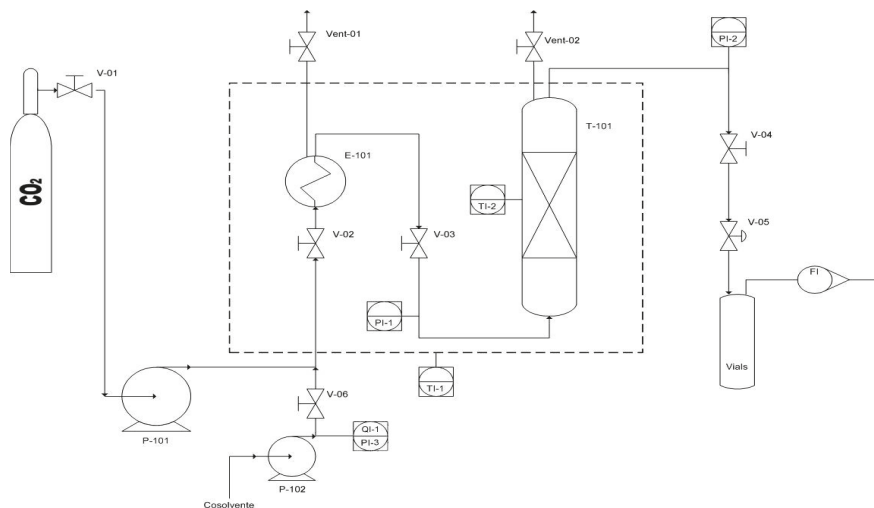 Vent-01
Vent-02
PI-2
V-01
CO2
E-101
T-101
V-04
TI-2
V-02
V-03
V-05
FI
PI-1
Vials
TI-1
V-06
P-101
QI-1
PI-3
P-102
Cosolvente